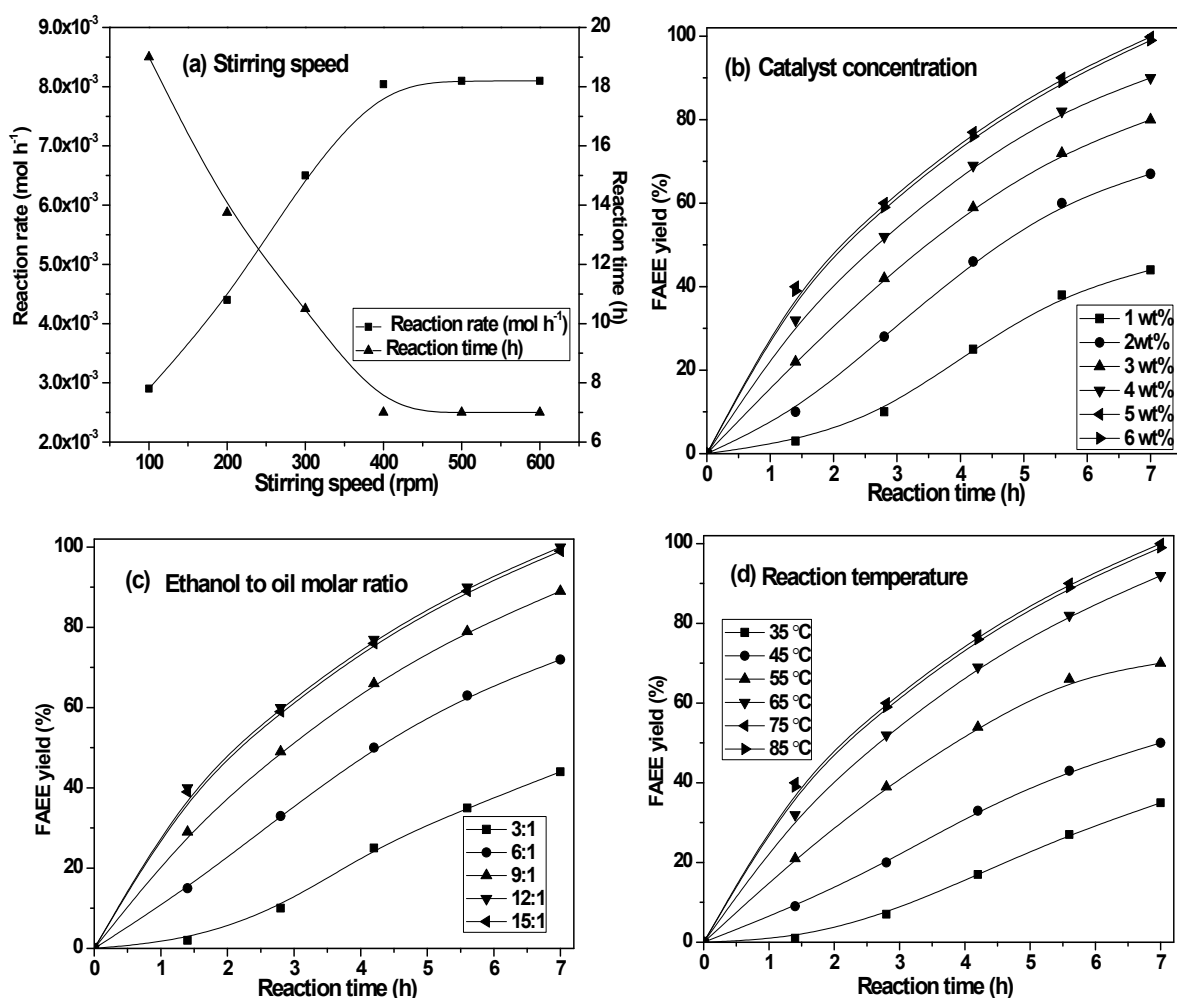 (a) Stirring speed
Reaction rate (mol h⁻¹)
9.0x10⁻³
8.0x10⁻³
7.0x10⁻³
6.0x10⁻³
5.0x10⁻³
4.0x10⁻³
3.0x10⁻³
2.0x10⁻³
20
18
16
14
12
10
8
6
Reaction time (h)
Reaction rate (mol h⁻¹)
Reaction time (h)
100 200 300 400 500 600
Stirring speed (rpm)
(b) Catalyst concentration
FAEE yield (%)
100
80
60
40
20
0
1 wt%
2wt%
3 wt%
4 wt%
5 wt%
6 wt%
0 1 2 3 4 5 6 7
Reaction time (h)
(c) Ethanol to oil molar ratio
FAEE yield (%)
100
80
60
40
20
0
3:1
6:1
9:1
12:1
15:1
0 1 2 3 4 5 6 7
Reaction time (h)
(d) Reaction temperature
FAEE yield (%)
100
80
60
40
20
0
35 °C
45 °C
55 °C
65 °C
75 °C
85 °C
0 1 2 3 4 5 6 7
Reaction time (h)